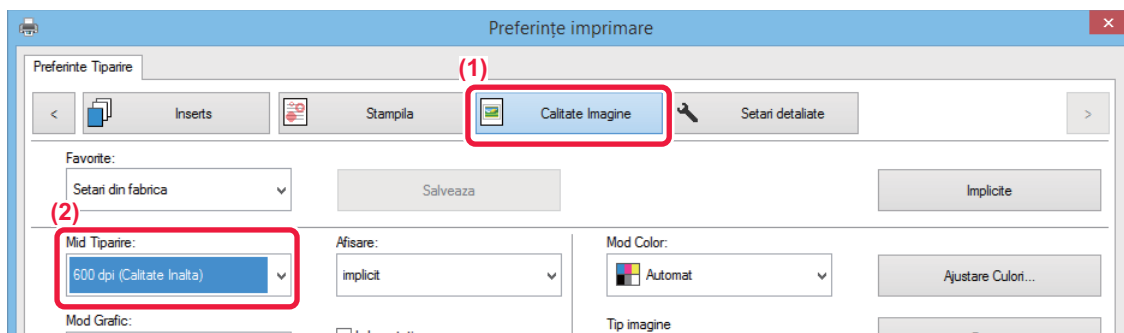 Preferințe imprimare
Preferinte Tiparire
(1)
< Inserts Stampila Calitate Imagine Setari detaliate >
Favorite:
Setari din fabrica Salveaza Implicite
(2)
Mid Tiparire: Afisare: Mod Color:
600 dpi (Calitate Inalta) implicit Automat Ajustare Culori...
Mod Grafic: Tip imagine